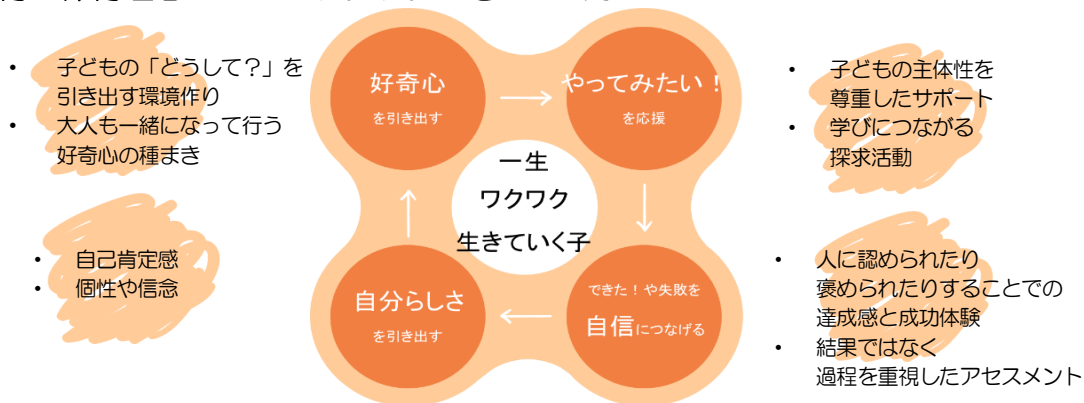 • 子どもの「どうして？」を
引き出す環境作り
• 大人も一緒になって行う
好奇心の種まき
好奇心
を引き出す
やってみたい！
を応援
• 子どもの主体性を
尊重したサポート
• 学びにつながる
探求活動
一生
ワクワク
生きていく子
• 自己肯定感
• 個性や信念
自分らしさ
を引き出す
できた！や失敗を
自信につなげる
• 人に認められたり
褒められたりすることでの
達成感と成功体験
• 結果ではなく
過程を重視したアセスメント